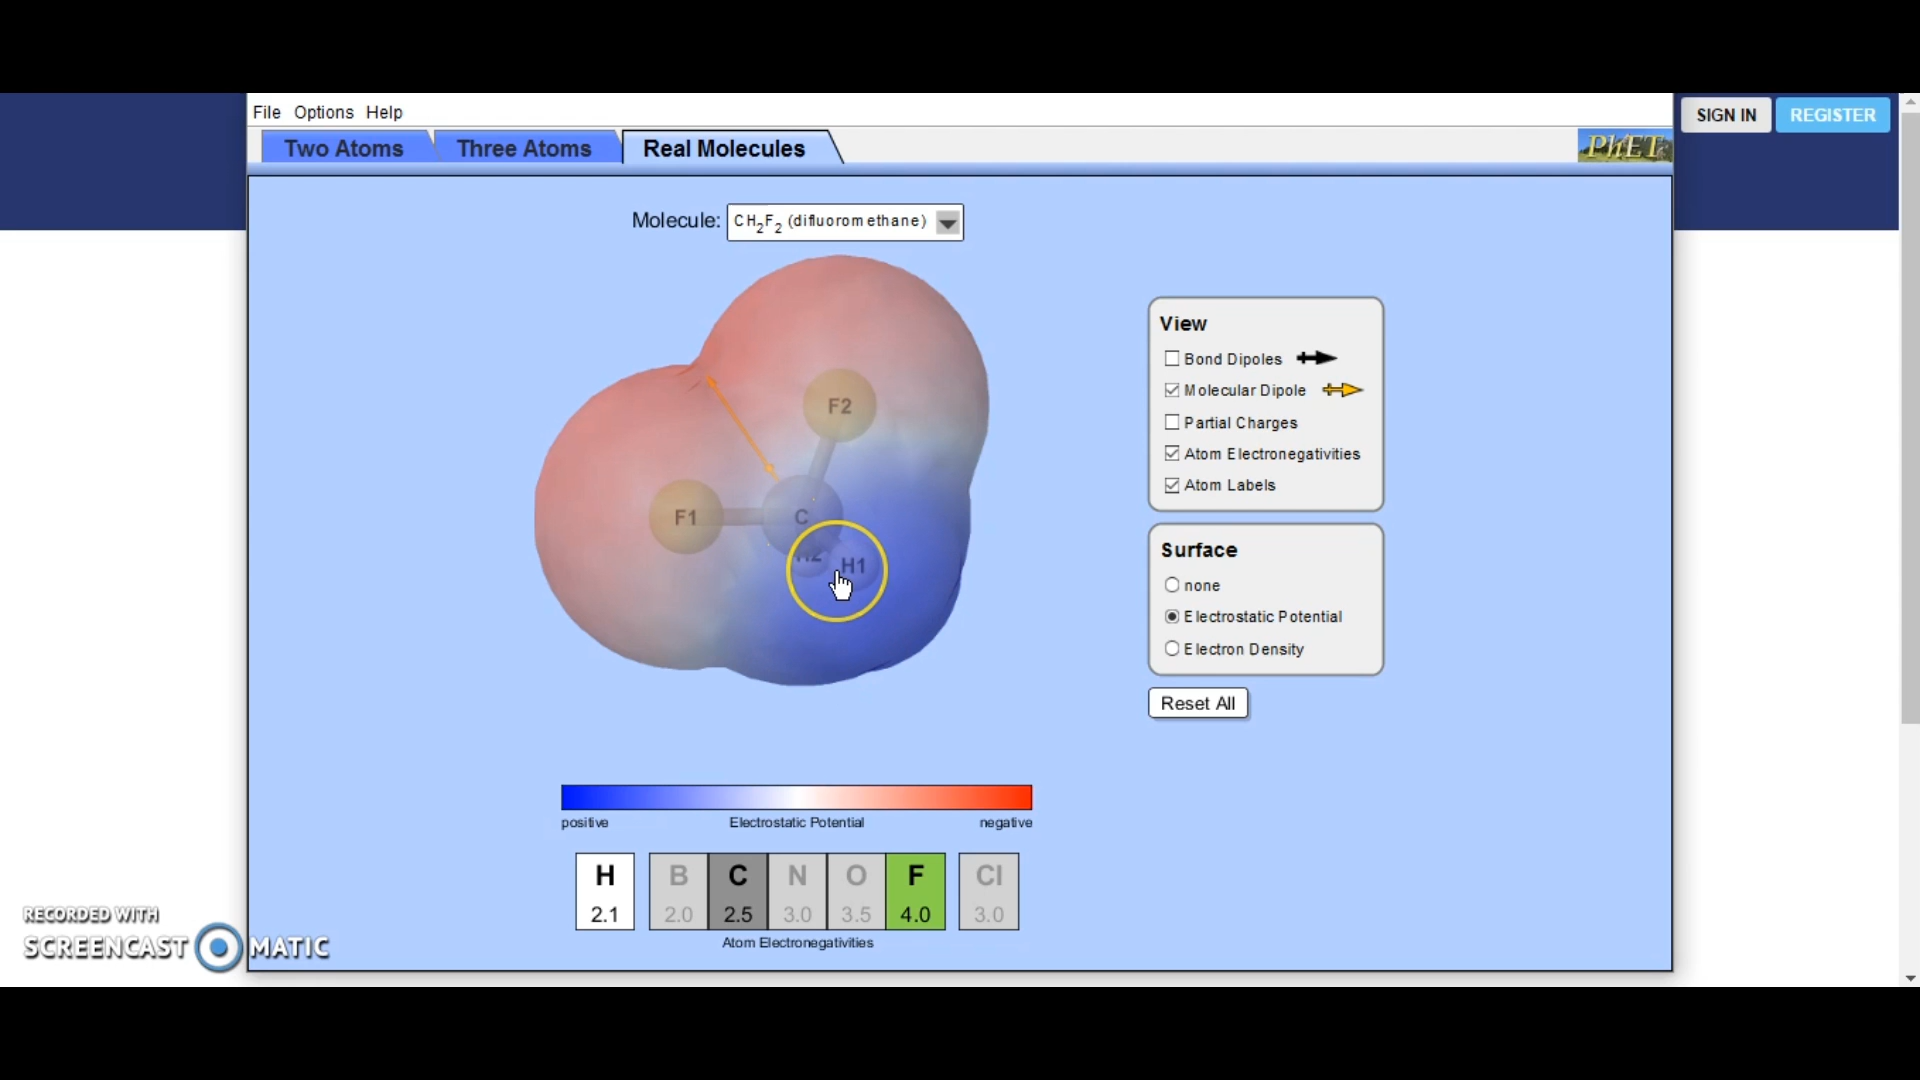 File Options Help
SIGN IN REGISTER
Two Atoms Three Atoms Real Molecules
PhET
Molecule: CH₂F₂ (difluoromethane)
F2
F1
C
H2
H1
View
Bond Dipoles
Molecular Dipole
Partial Charges
Atom Electronegativities
Atom Labels
Surface
none
Electrostatic Potential
Electron Density
Reset All
positive Electrostatic Potential negative
H B C N O F Cl
2.1 2.0 2.5 3.0 3.5 4.0 3.0
Atom Electronegativities
RECORDED WITH
SCREENCAST MATIC